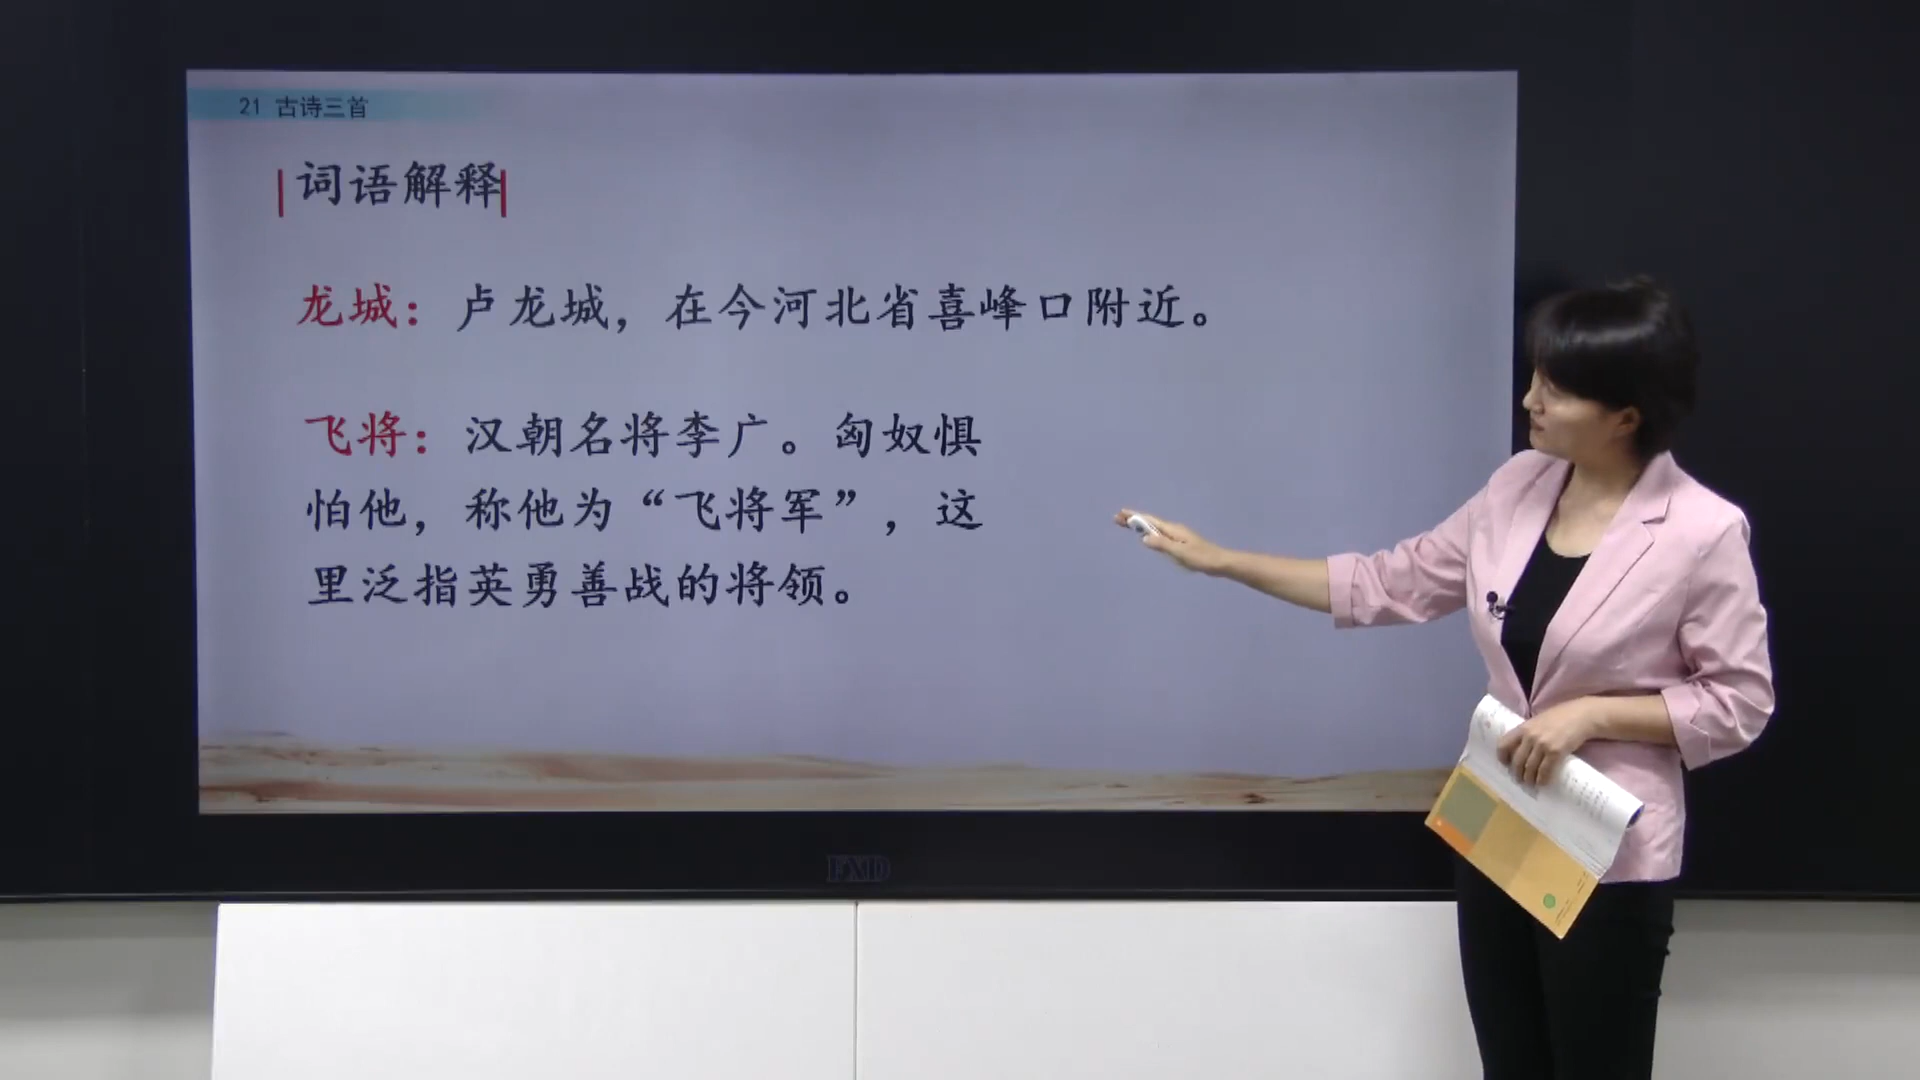 21 古诗三首
词语解释
龙城：卢龙城，在今河北省喜峰口附近。
飞将：汉朝名将李广。匈奴惧
怕他，称他为“飞将军”，这
里泛指英勇善战的将领。
FXD